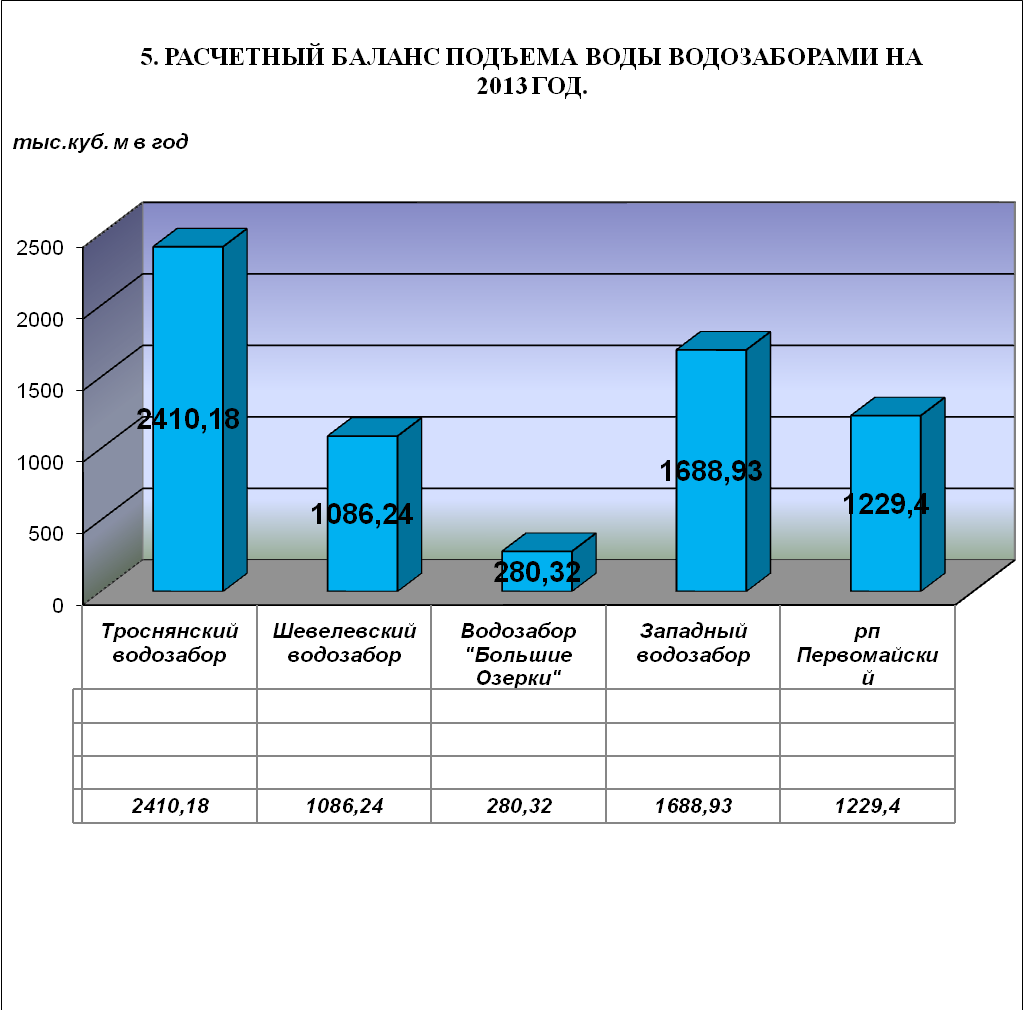 5. РАСЧЕТНЫЙ БАЛАНС ПОДЪЕМА ВОДЫ ВОДОЗАБОРАМИ НА
2013 ГОД.
тыс.куб. м в год
2500
2000
1500
1000
500
0
2410,18
1086,24
280,32
1688,93
1229,4
Троснянский
водозабор
Шевелевский
водозабор
Водозабор
"Большие
Озерки"
Западный
водозабор
рп
Первомайски
й
2410,18
1086,24
280,32
1688,93
1229,4